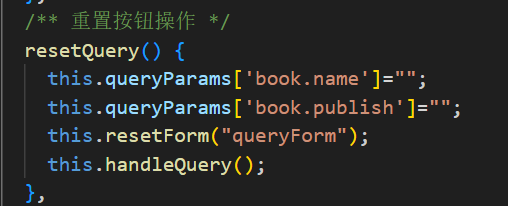 /** 重置按钮操作 */
resetQuery() {
this.queryParams['book.name']="";
this.queryParams['book.publish']="";
this.resetForm("queryForm");
this.handleQuery();
},